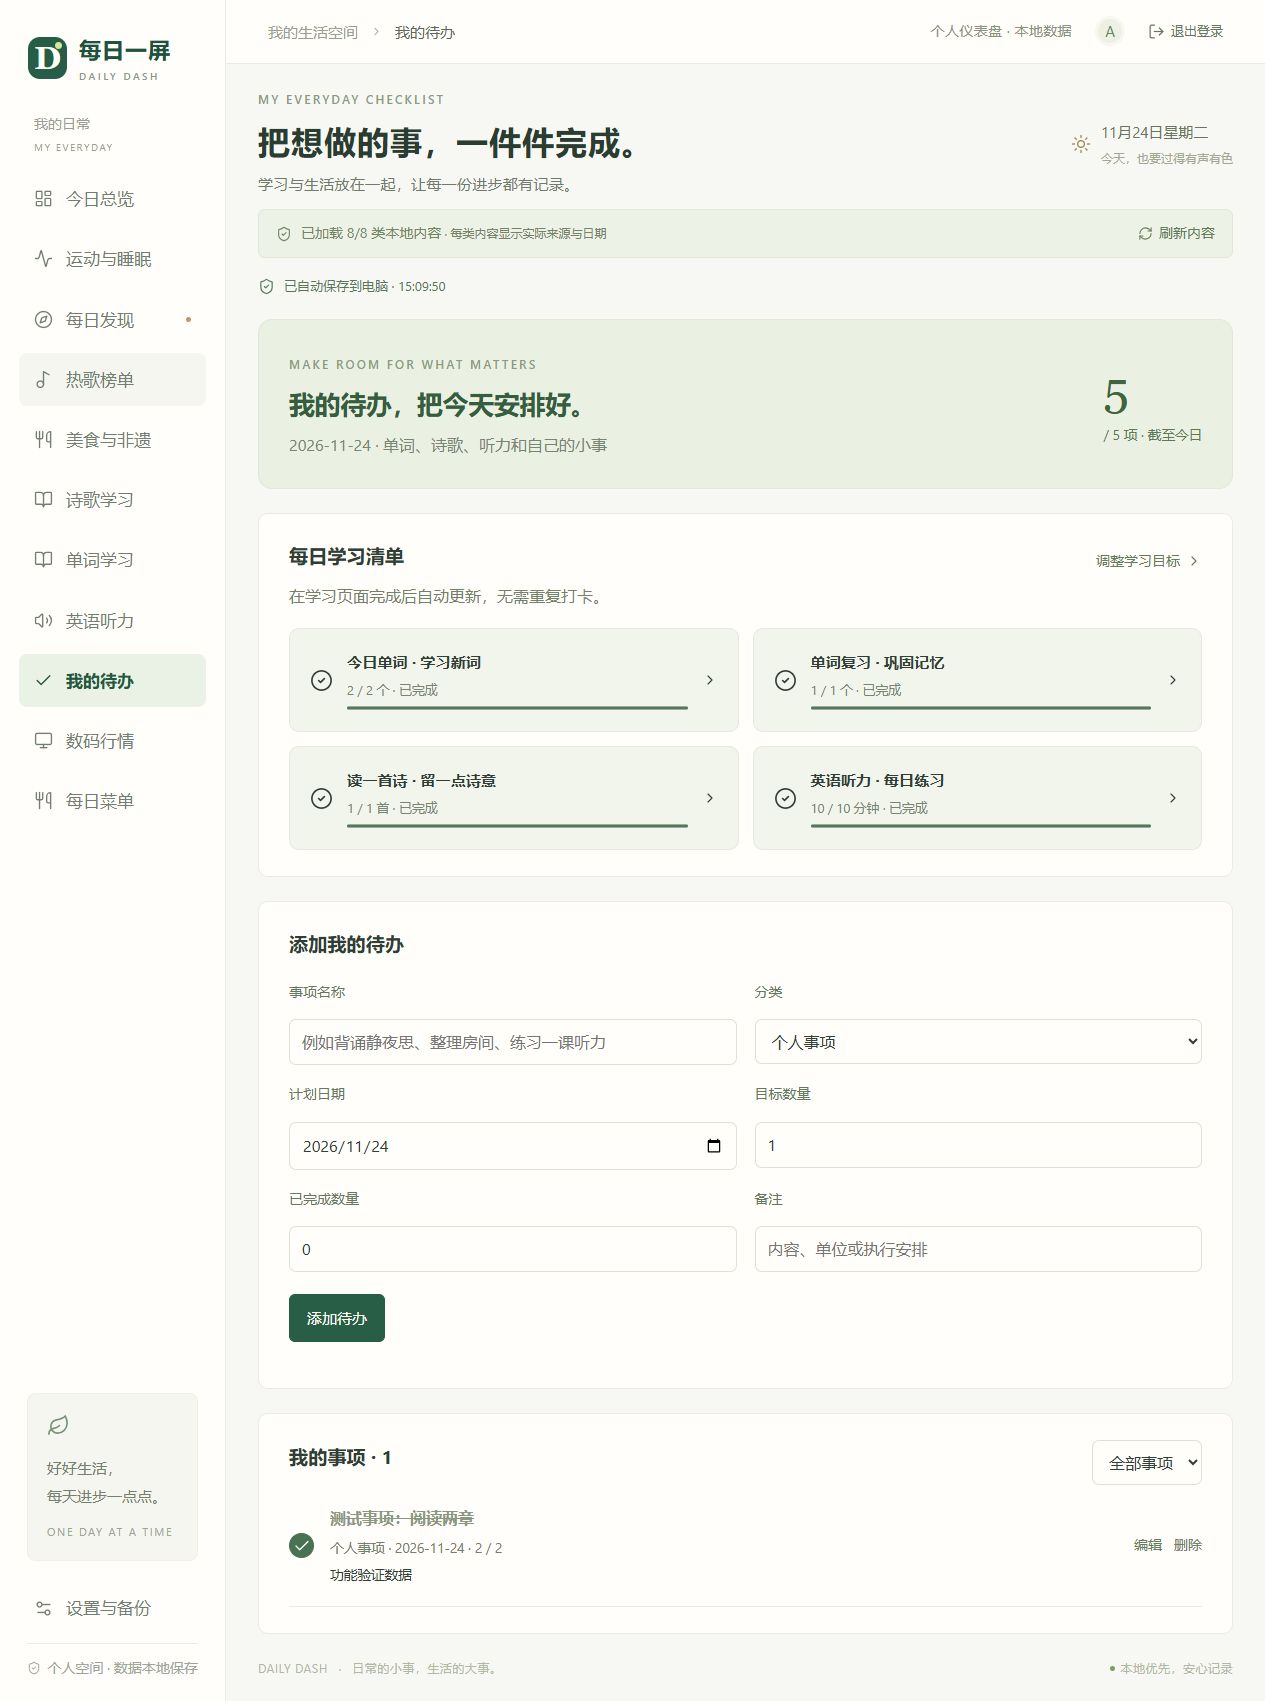 D
每日一屏
DAILY DASH
我的日常
MY EVERYDAY
今日总览
运动与睡眠
每日发现
热歌榜单
美食与非遗
诗歌学习
单词学习
英语听力
我的待办
数码行情
每日菜单
好好生活，
每天进步一点点。
ONE DAY AT A TIME
设置与备份
个人空间 · 数据本地保存
我的生活空间 › 我的待办
个人仪表盘 · 本地数据 A 退出登录
MY EVERYDAY CHECKLIST
把想做的事，一件件完成。
学习与生活放在一起，让每一份进步都有记录。
11月24日星期二
今天，也要过得有声有色
已加载 8/8 类本地内容 · 每类内容显示实际来源与日期
刷新内容
已自动保存到电脑 · 15:09:50
MAKE ROOM FOR WHAT MATTERS
我的待办，把今天安排好。
2026-11-24 · 单词、诗歌、听力和自己的小事
5
/ 5 项 · 截至今日
每日学习清单
调整学习目标
在学习页面完成后自动更新，无需重复打卡。
今日单词 · 学习新词
2 / 2 个 · 已完成
单词复习 · 巩固记忆
1 / 1 个 · 已完成
读一首诗 · 留一点诗意
1 / 1 首 · 已完成
英语听力 · 每日练习
10 / 10 分钟 · 已完成
添加我的待办
事项名称
例如背诵静夜思、整理房间、练习一课听力
分类
个人事项
计划日期
2026/11/24
目标数量
1
已完成数量
0
备注
内容、单位或执行安排
添加待办
我的事项 · 1
全部事项
测试事项：阅读两章
个人事项 · 2026-11-24 · 2 / 2
功能验证数据
编辑 删除
DAILY DASH · 日常的小事，生活的大事。
本地优先，安心记录